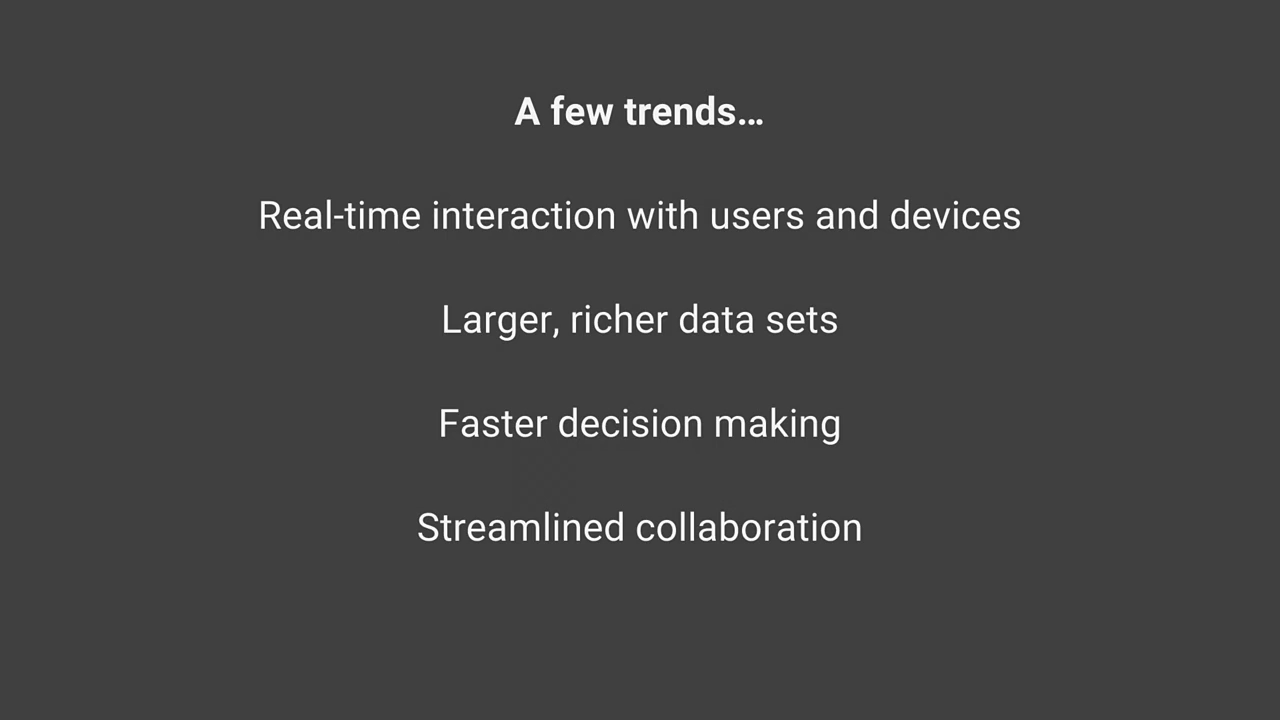 A few trends…
Real-time interaction with users and devices
Larger, richer data sets
Faster decision making
Streamlined collaboration